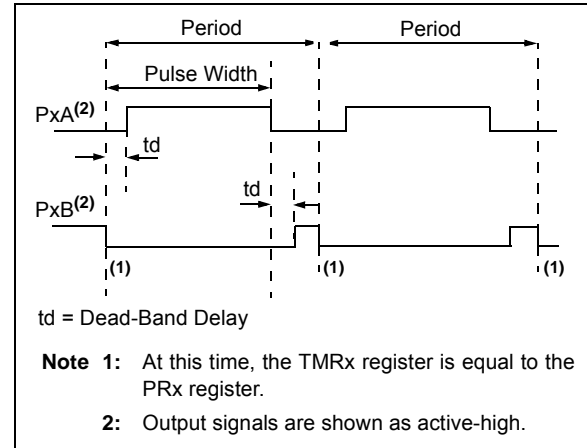 Period Period
Pulse Width
PxA(2)
td
td
PxB(2)
(1) (1) (1)
td = Dead-Band Delay
Note 1: At this time, the TMRx register is equal to the
PRx register.
2: Output signals are shown as active-high.